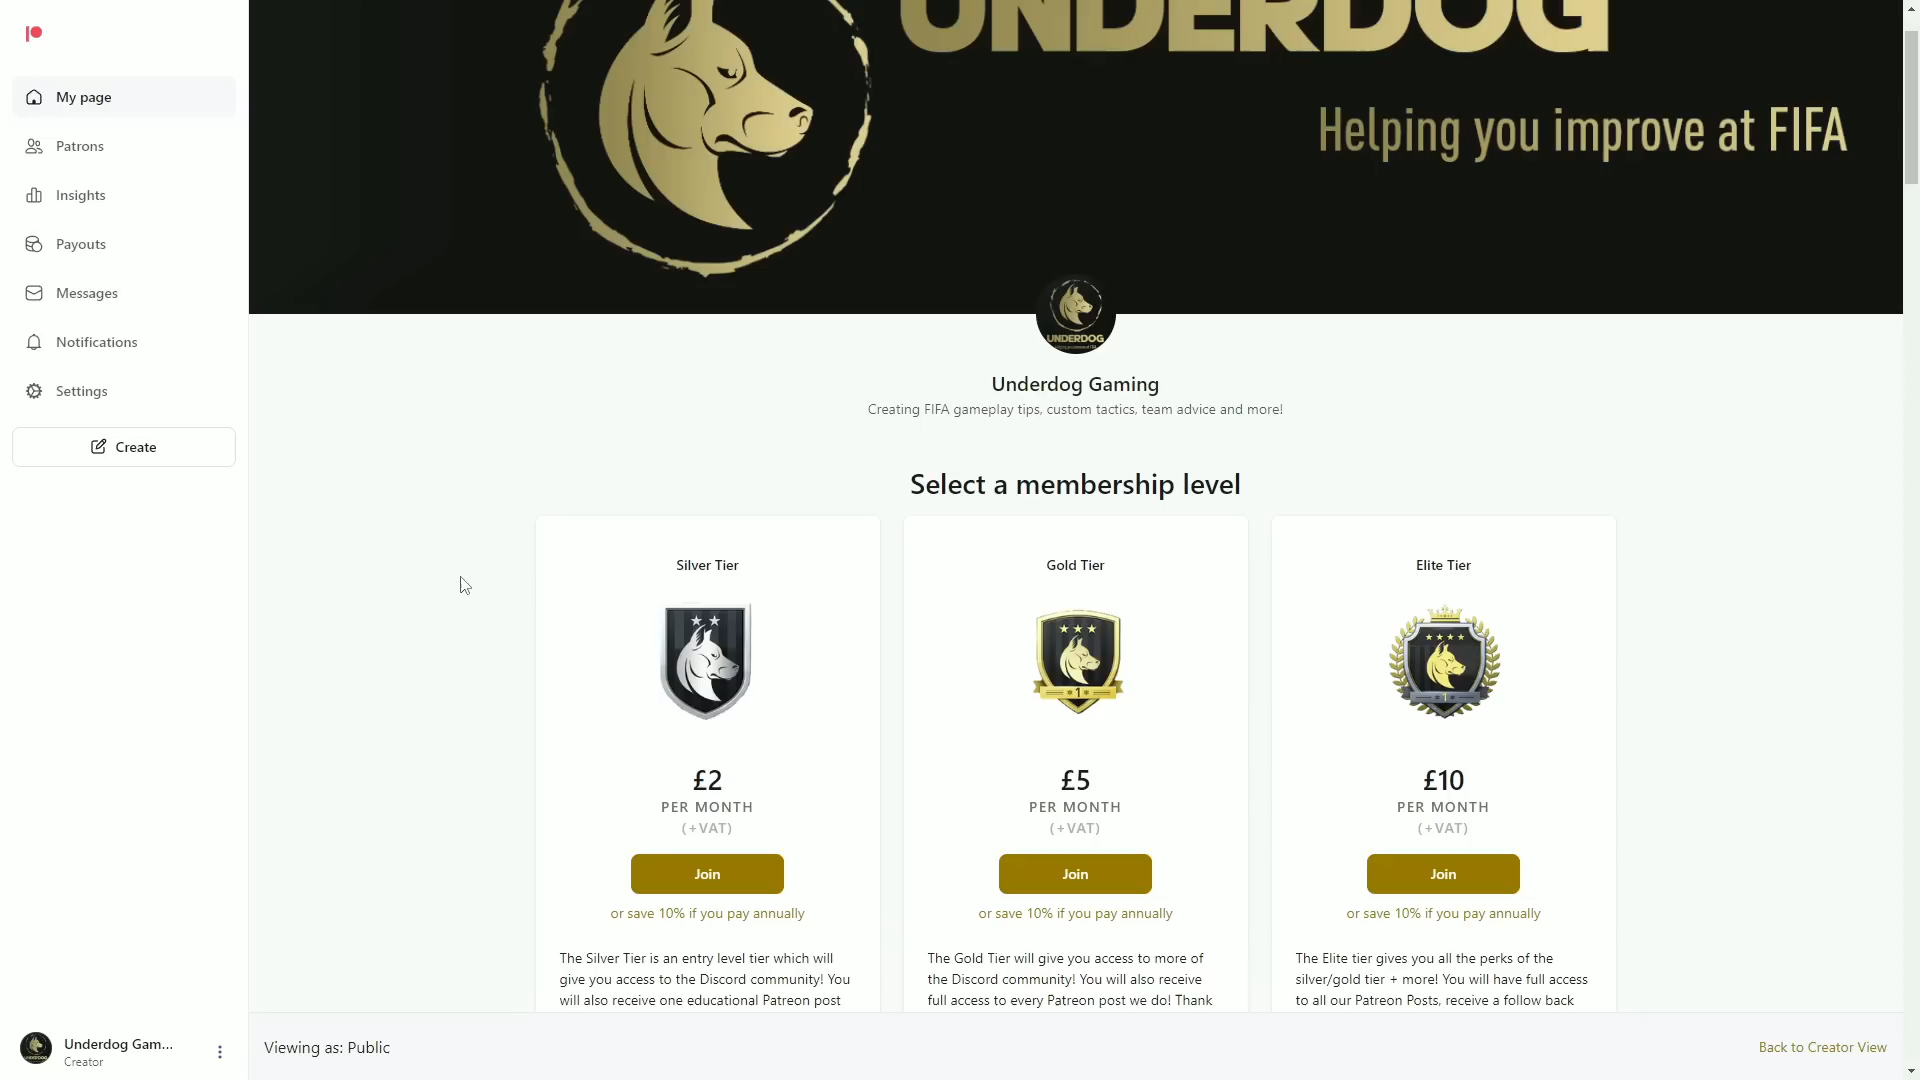 My page
Patrons
Insights
Payouts
Messages
Notifications
Settings
Create
Underdog Gam...
Creator
UNDERDOG
Helping you improve at FIFA
UNDERDOG
Underdog Gaming
Creating FIFA gameplay tips, custom tactics, team advice and more!
Select a membership level
Silver Tier
£2
PER MONTH
(+VAT)
Join
or save 10% if you pay annually
The Silver Tier is an entry level tier which will
give you access to the Discord community! You
will also receive one educational Patreon post
Gold Tier
1
£5
PER MONTH
(+VAT)
Join
or save 10% if you pay annually
The Gold Tier will give you access to more of
the Discord community! You will also receive
full access to every Patreon post we do! Thank
Elite Tier
1
£10
PER MONTH
(+VAT)
Join
or save 10% if you pay annually
The Elite tier gives you all the perks of the
silver/gold tier + more! You will have full access
to all our Patreon Posts, receive a follow back
Viewing as: Public
Back to Creator View